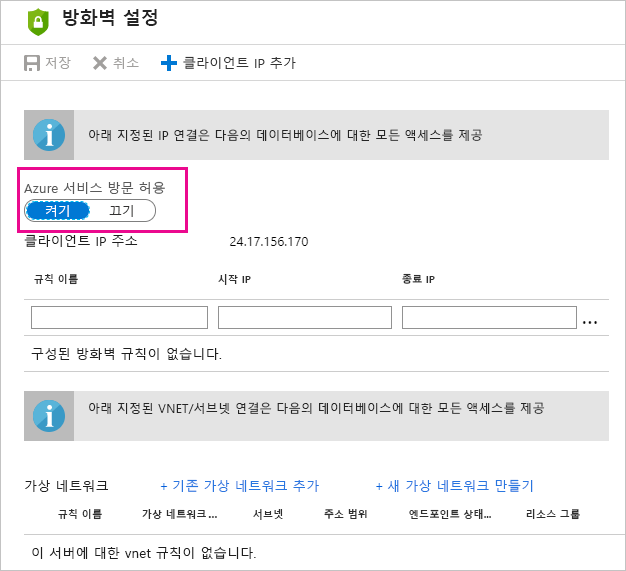 방화벽 설정
저장 취소 클라이언트 IP 추가
아래 지정된 IP 연결은 다음의 데이터베이스에 대한 모든 액세스를 제공
Azure 서비스 방문 허용
켜기 끄기
클라이언트 IP 주소 24.17.156.170
규칙 이름 시작 IP 종료 IP
...
구성된 방화벽 규칙이 없습니다.
아래 지정된 VNET/서브넷 연결은 다음의 데이터베이스에 대한 모든 액세스를 제공
가상 네트워크 + 기존 가상 네트워크 추가 + 새 가상 네트워크 만들기
규칙 이름 가상 네트워크... 서브넷 주소 범위 엔드포인트 상태... 리소스 그룹
이 서버에 대한 vnet 규칙이 없습니다.